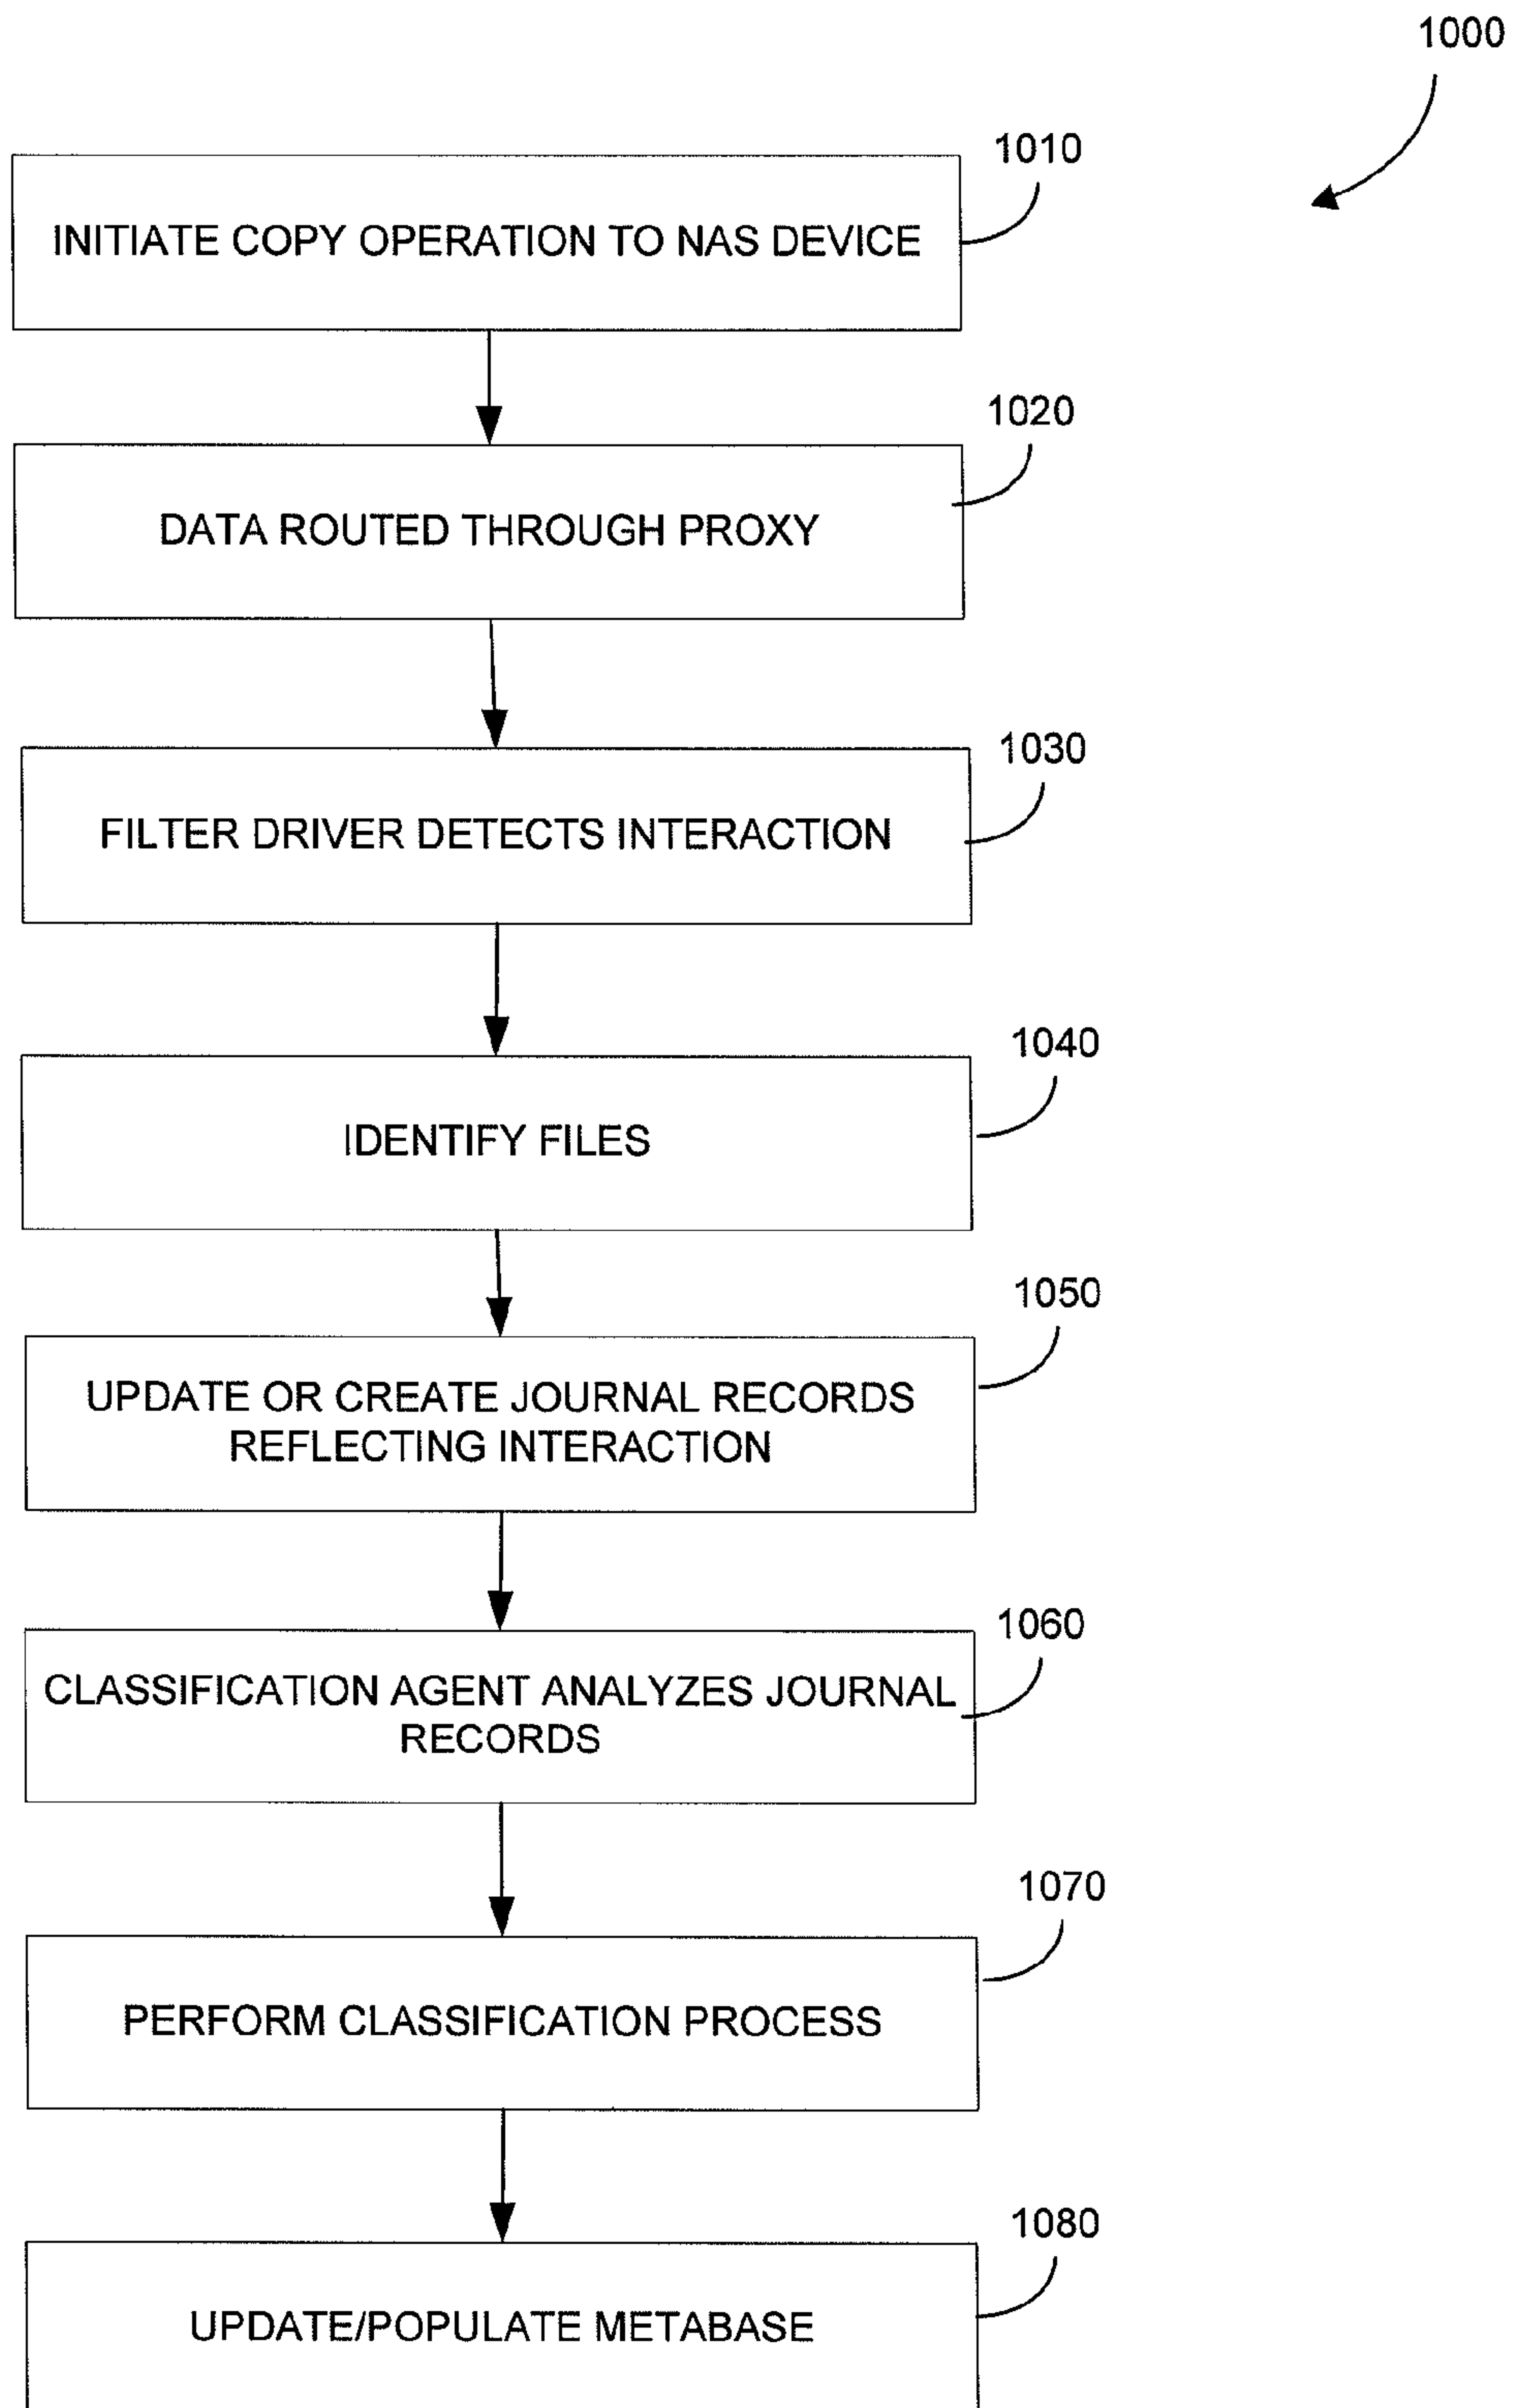 1000
1010
INITIATE COPY OPERATION TO NAS DEVICE
1020
DATA ROUTED THROUGH PROXY
1030
FILTER DRIVER DETECTS INTERACTION
1040
IDENTIFY FILES
1050
UPDATE OR CREATE JOURNAL RECORDS
REFLECTING INTERACTION
1060
CLASSIFICATION AGENT ANALYZES JOURNAL
RECORDS
1070
PERFORM CLASSIFICATION PROCESS
1080
UPDATE/POPULATE METABASE